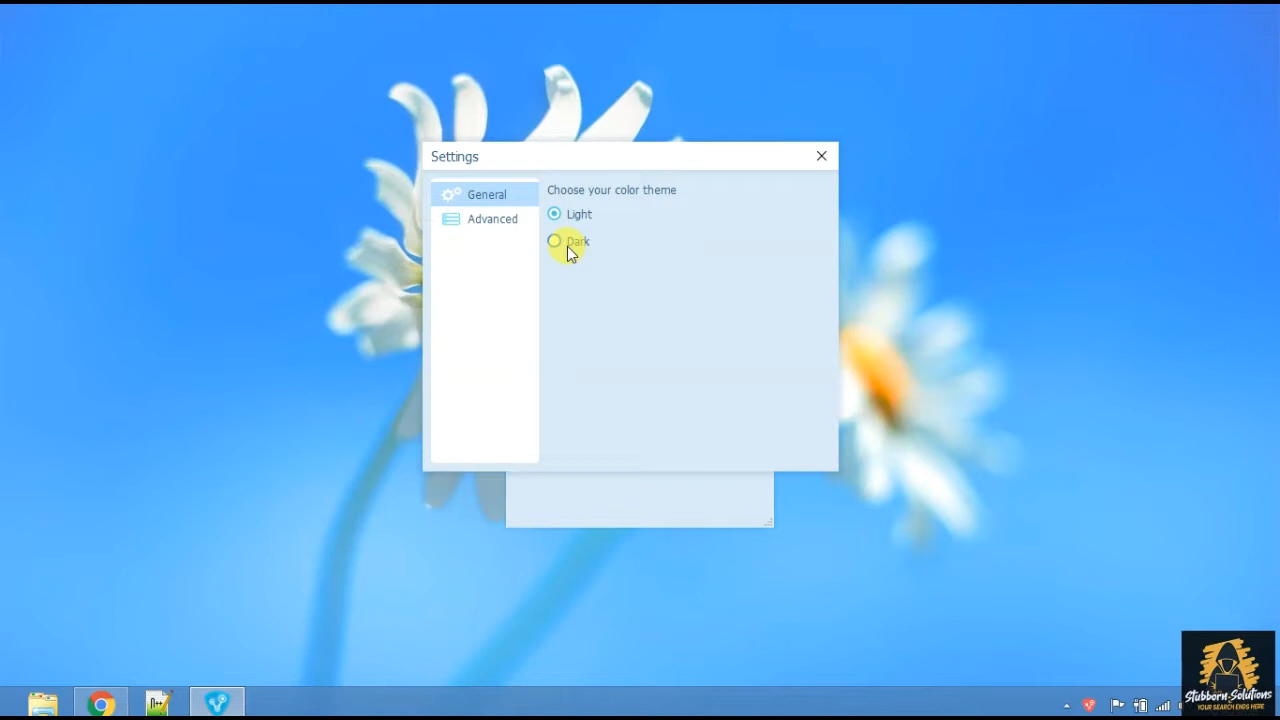 Settings
General
Advanced
Choose your color theme
Light
Dark
n++
Stubborn-Solutions
YOUR SEARCH ENDS HERE